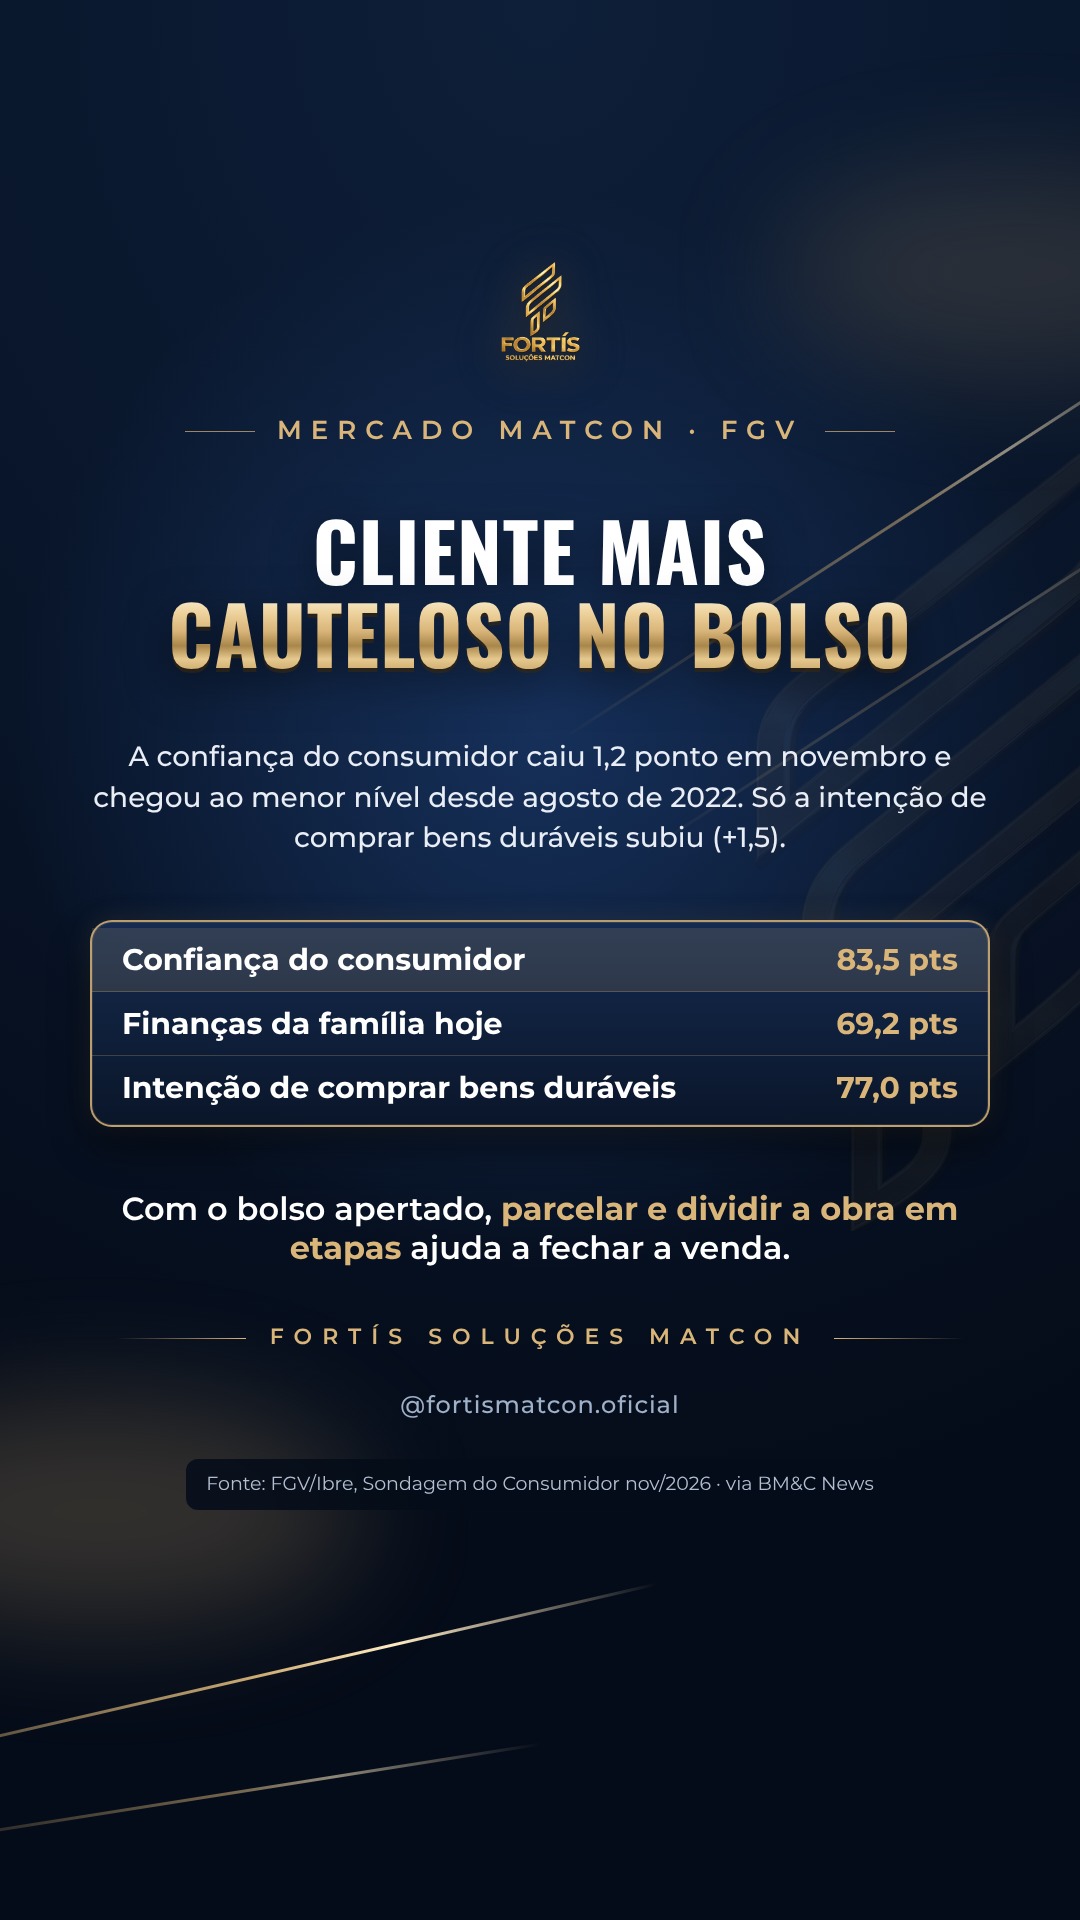 FORTÍS
SOLUÇÕES MATCON
MERCADO MATCON · FGV
CLIENTE MAIS
CAUTELOSO NO BOLSO
A confiança do consumidor caiu 1,2 ponto em novembro e
chegou ao menor nível desde agosto de 2022. Só a intenção de
comprar bens duráveis subiu (+1,5).
Confiança do consumidor 83,5 pts
Finanças da família hoje 69,2 pts
Intenção de comprar bens duráveis 77,0 pts
Com o bolso apertado, parcelar e dividir a obra em
etapas ajuda a fechar a venda.
FORTÍS SOLUÇÕES MATCON
@fortismatcon.oficial
Fonte: FGV/Ibre, Sondagem do Consumidor nov/2026 · via BM&C News